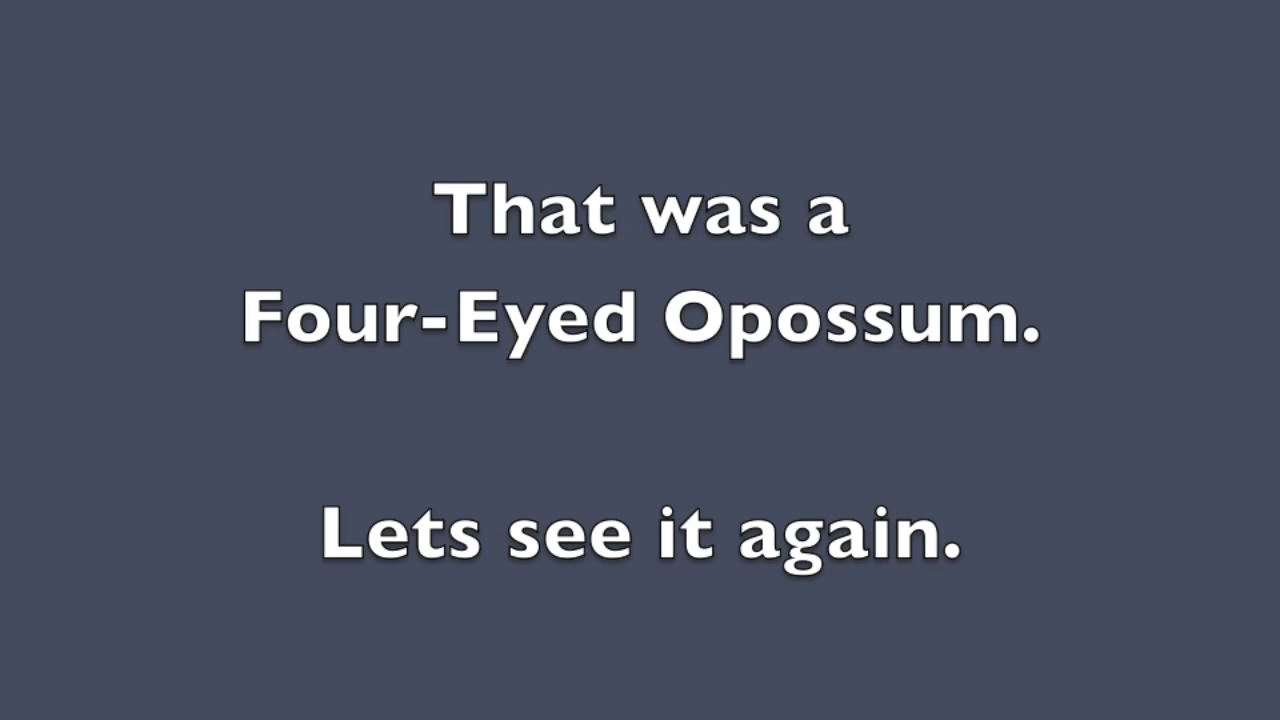 That was a
Four-Eyed Opossum.
Lets see it again.